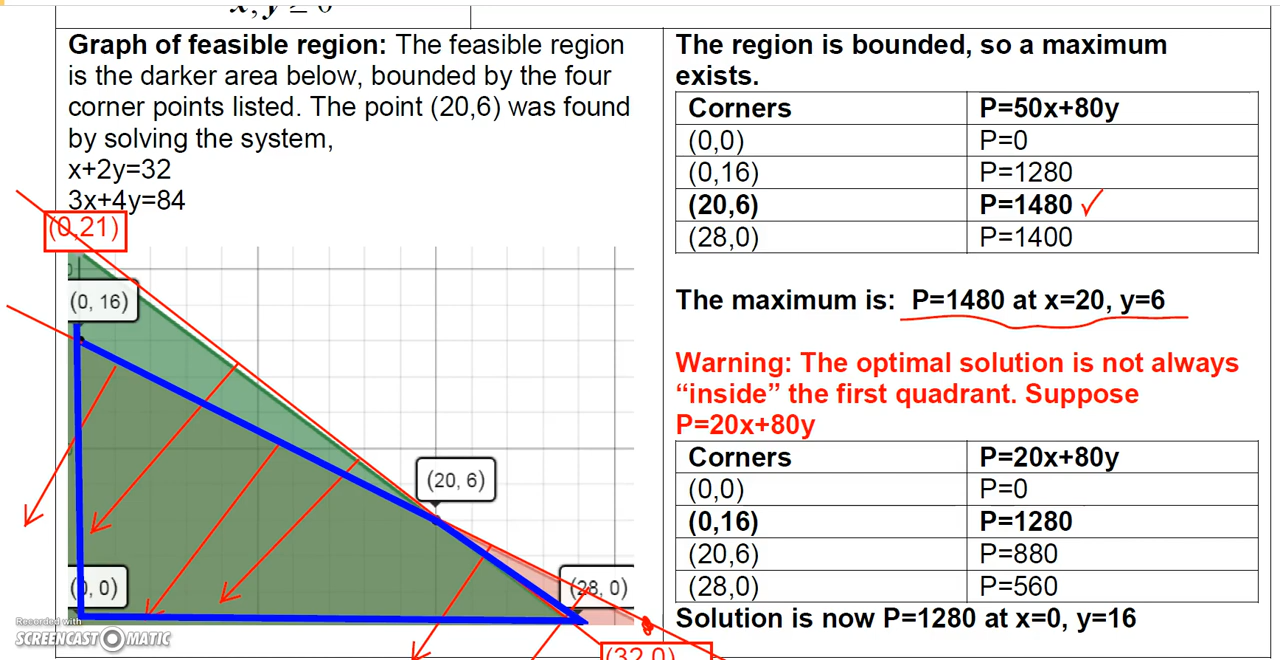 Graph of feasible region: The feasible region
is the darker area below, bounded by the four
corner points listed. The point (20,6) was found
by solving the system,
x+2y=32
3x+4y=84
(0,21)
(0, 16)
(20, 6)
(0, 0)
(28, 0)
(32,0)
Recorded with
SCREENCAST-O-MATIC
The region is bounded, so a maximum
exists.
Corners P=50x+80y
(0,0) P=0
(0,16) P=1280
(20,6) P=1480 ✓
(28,0) P=1400
The maximum is: P=1480 at x=20, y=6
Warning: The optimal solution is not always
“inside” the first quadrant. Suppose
P=20x+80y
Corners P=20x+80y
(0,0) P=0
(0,16) P=1280
(20,6) P=880
(28,0) P=560
Solution is now P=1280 at x=0, y=16